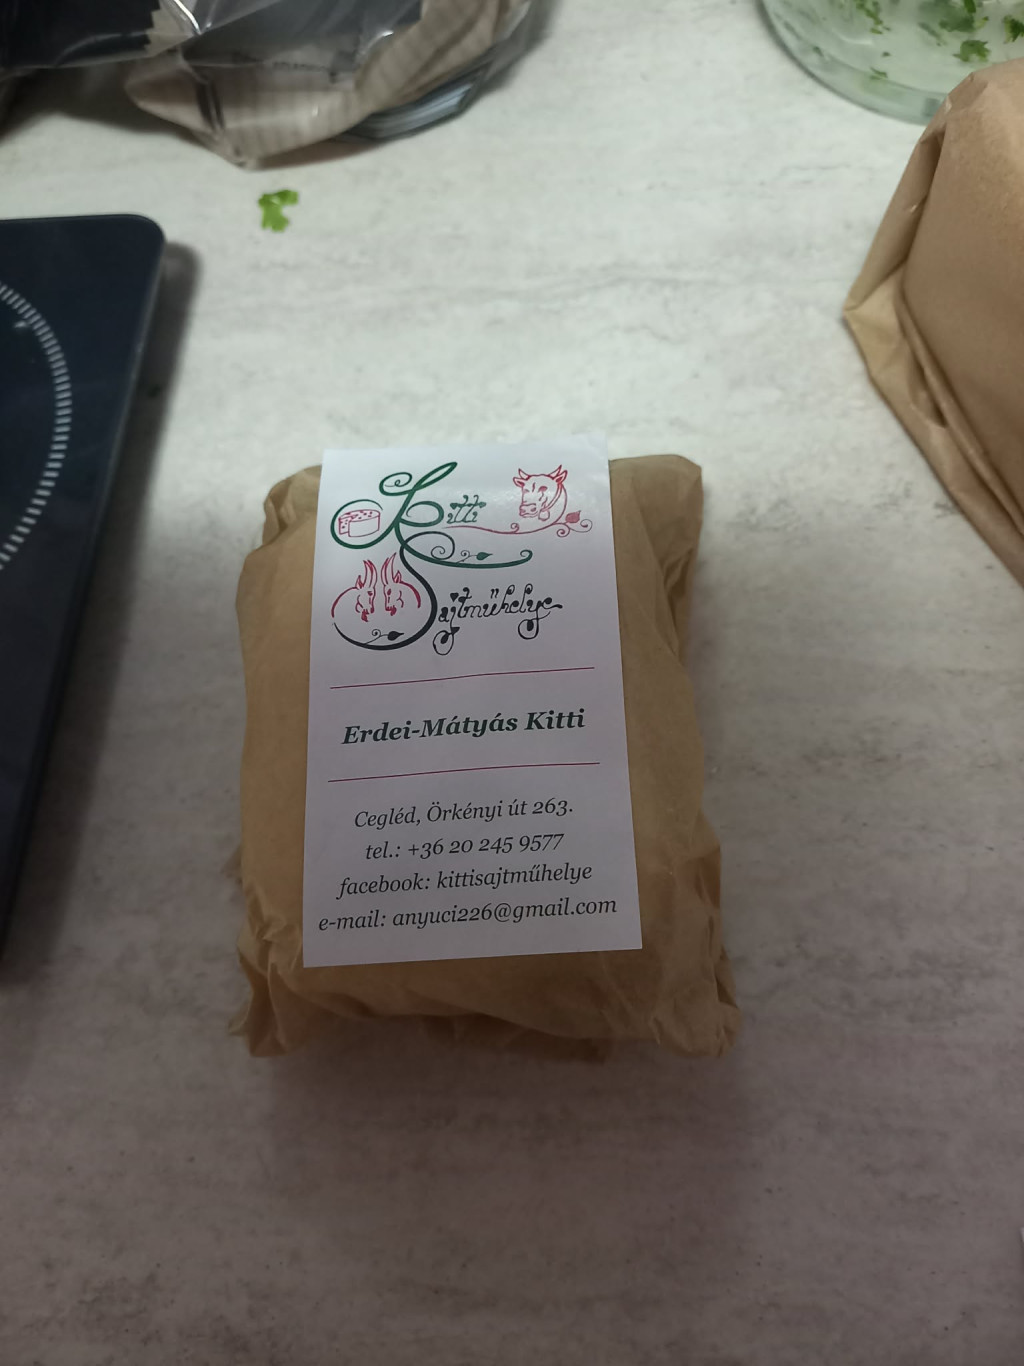 Kitti
Sajtműhelye
Erdei-Mátyás Kitti
Cegléd, Örkényi út 263.
tel.: +36 20 245 9577
facebook: kittisajtműhelye
e-mail: anyuci226@gmail.com